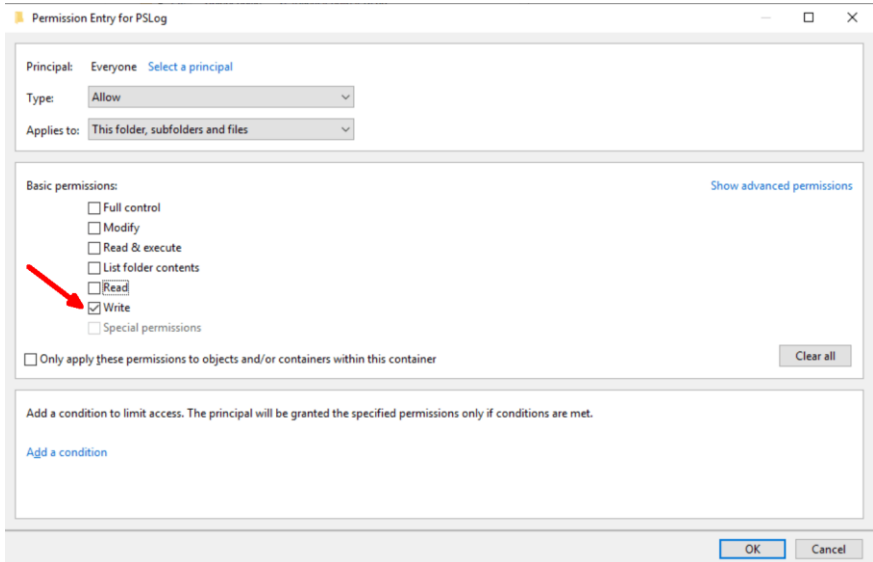 Permission Entry for PSLog
Principal: Everyone Select a principal
Type: Allow
Applies to: This folder, subfolders and files
Basic permissions: Show advanced permissions
Full control
Modify
Read & execute
List folder contents
Read
Write
Special permissions
Only apply these permissions to objects and/or containers within this container Clear all
Add a condition to limit access. The principal will be granted the specified permissions only if conditions are met.
Add a condition
OK Cancel